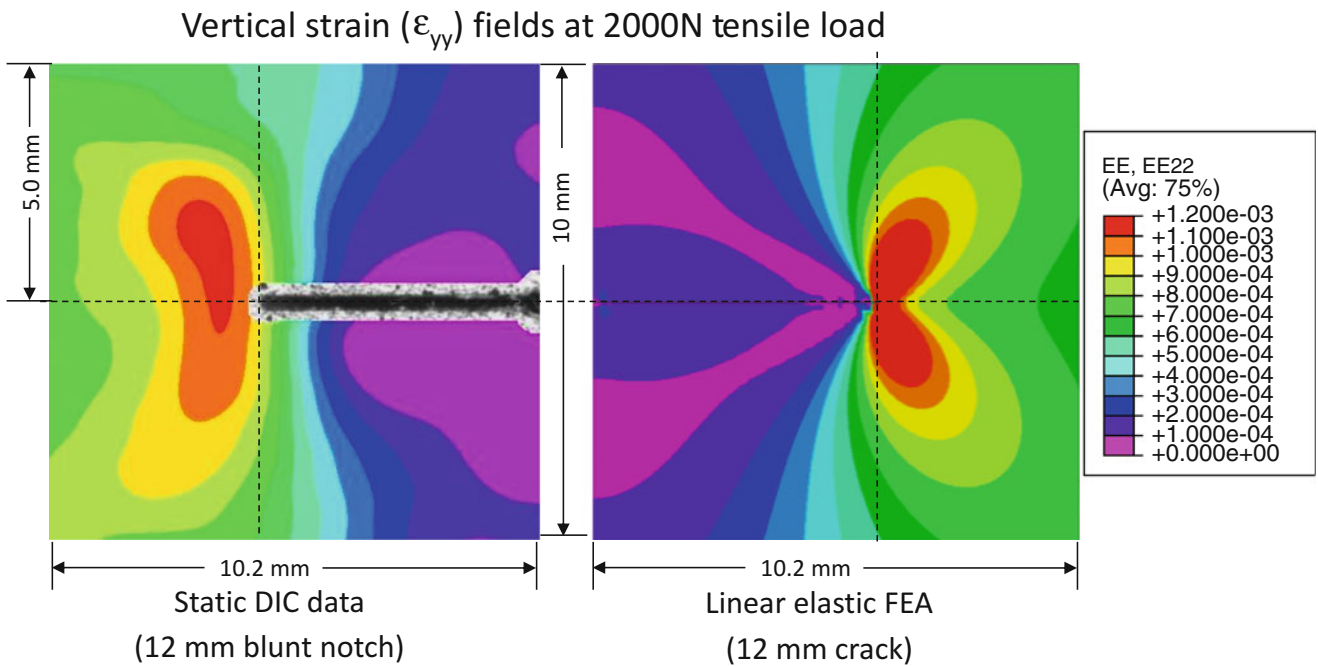 Vertical strain (εyy) fields at 2000N tensile load
5.0 mm
10 mm
10.2 mm
10.2 mm
Static DIC data
(12 mm blunt notch)
Linear elastic FEA
(12 mm crack)
EE, EE22
(Avg: 75%)
+1.200e-03
+1.100e-03
+1.000e-03
+9.000e-04
+8.000e-04
+7.000e-04
+6.000e-04
+5.000e-04
+4.000e-04
+3.000e-04
+2.000e-04
+1.000e-04
+0.000e+00